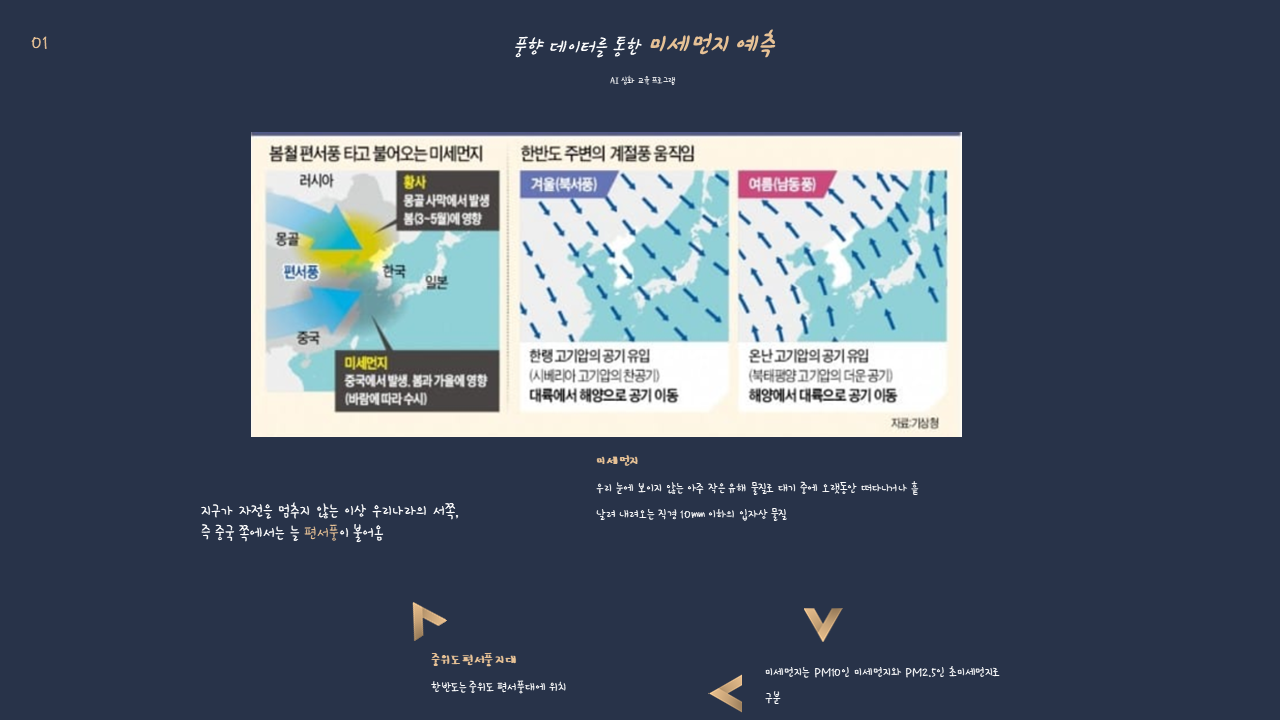 01
풍향 데이터를 통한 미세먼지 예측
AI 심화 교육 프로그램
봄철 편서풍 타고 불어오는 미세먼지
러시아
황사
몽골 사막에서 발생
봄(3~5월)에 영향
몽골
편서풍
한국
일본
중국
미세먼지
중국에서 발생, 봄과 가을에 영향
(바람에 따라 수시)
한반도 주변의 계절풍 움직임
겨울(북서풍)
한랭 고기압의 공기 유입
(시베리아 고기압의 찬공기)
대륙에서 해양으로 공기 이동
여름(남동풍)
온난 고기압의 공기 유입
(북태평양 고기압의 더운 공기)
해양에서 대륙으로 공기 이동
자료:기상청
지구가 자전을 멈추지 않는 이상 우리나라의 서쪽,
즉 중국 쪽에서는 늘 편서풍이 불어옴
미세먼지
우리 눈에 보이지 않는 아주 작은 유해 물질로 대기 중에 오랫동안 떠다니거나 흩
날려 내려오는 직경 10mm 이하의 입자상 물질
중위도 편서풍 지대
한반도는 중위도 편서풍대에 위치
미세먼지는 PM10인 미세먼지와 PM2.5인 초미세먼지로
구분